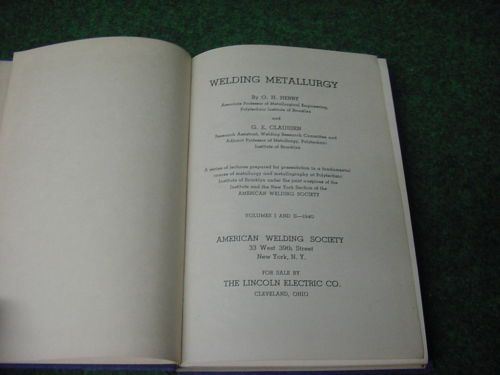 WELDING METALLURGY
By O. H. HENRY
Associate Professor of Metallurgical Engineering,
Polytechnic Institute of Brooklyn
and
G. E. CLAUSSEN
Research Assistant, Welding Research Committee and
Adjunct Professor of Metallurgy, Polytechnic
Institute of Brooklyn
A series of lectures prepared for presentation in a fundamental
course of metallurgy and metallography at Polytechnic
Institute of Brooklyn under the joint auspices of the
Institute and the New York Section of the
AMERICAN WELDING SOCIETY
VOLUMES I AND II—1940
AMERICAN WELDING SOCIETY
33 West 39th Street
New York, N. Y.
FOR SALE BY
THE LINCOLN ELECTRIC CO.
CLEVELAND, OHIO